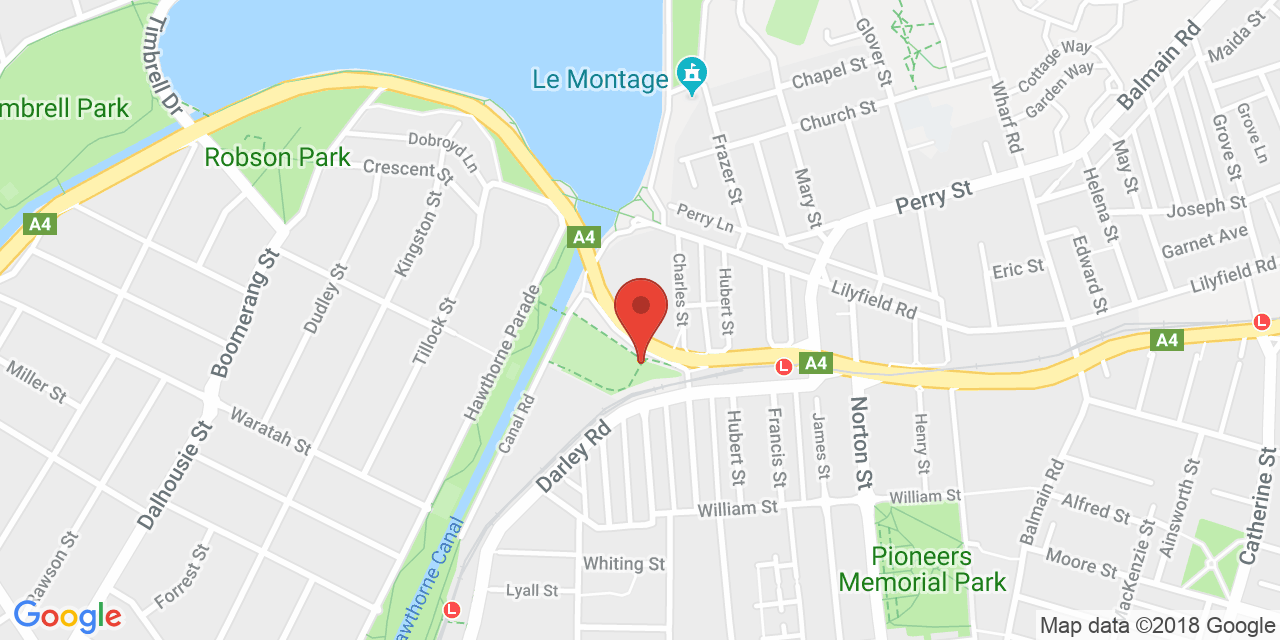 Timbrell Dr
mbrell Park
Robson Park
Le Montage
Dobroyd Ln
Crescent St
Kingston St
A4
A4
Boomerang St
Dudley St
Tillock St
Hawthorne Parade
Canal Rd
Miller St
Waratah St
Dalhousie St
Rawson St
Forrest St
Hawthorne Canal
Darley Rd
Whiting St
Lyall St
Glover St
Chapel St
Church St
Frazer St
Mary St
Perry Ln
Perry St
Wharf Rd
Cottage Way
Garden Way
Balmain Rd
Maida St
Grove St
Grove Ln
May St
Helena St
Joseph St
Garnet Ave
Edward St
Eric St
Lilyfield Rd
Lilyfield Rd
Charles St
Hubert St
L
A4
A4
L
Hubert St
Francis St
James St
Norton St
Henry St
William St
William St
Balmain Rd
Alfred St
Ainsworth St
Catherine St
Moore St
MacKenzie St
Pioneers
Memorial Park
L
Google
Map data ©2018 Google